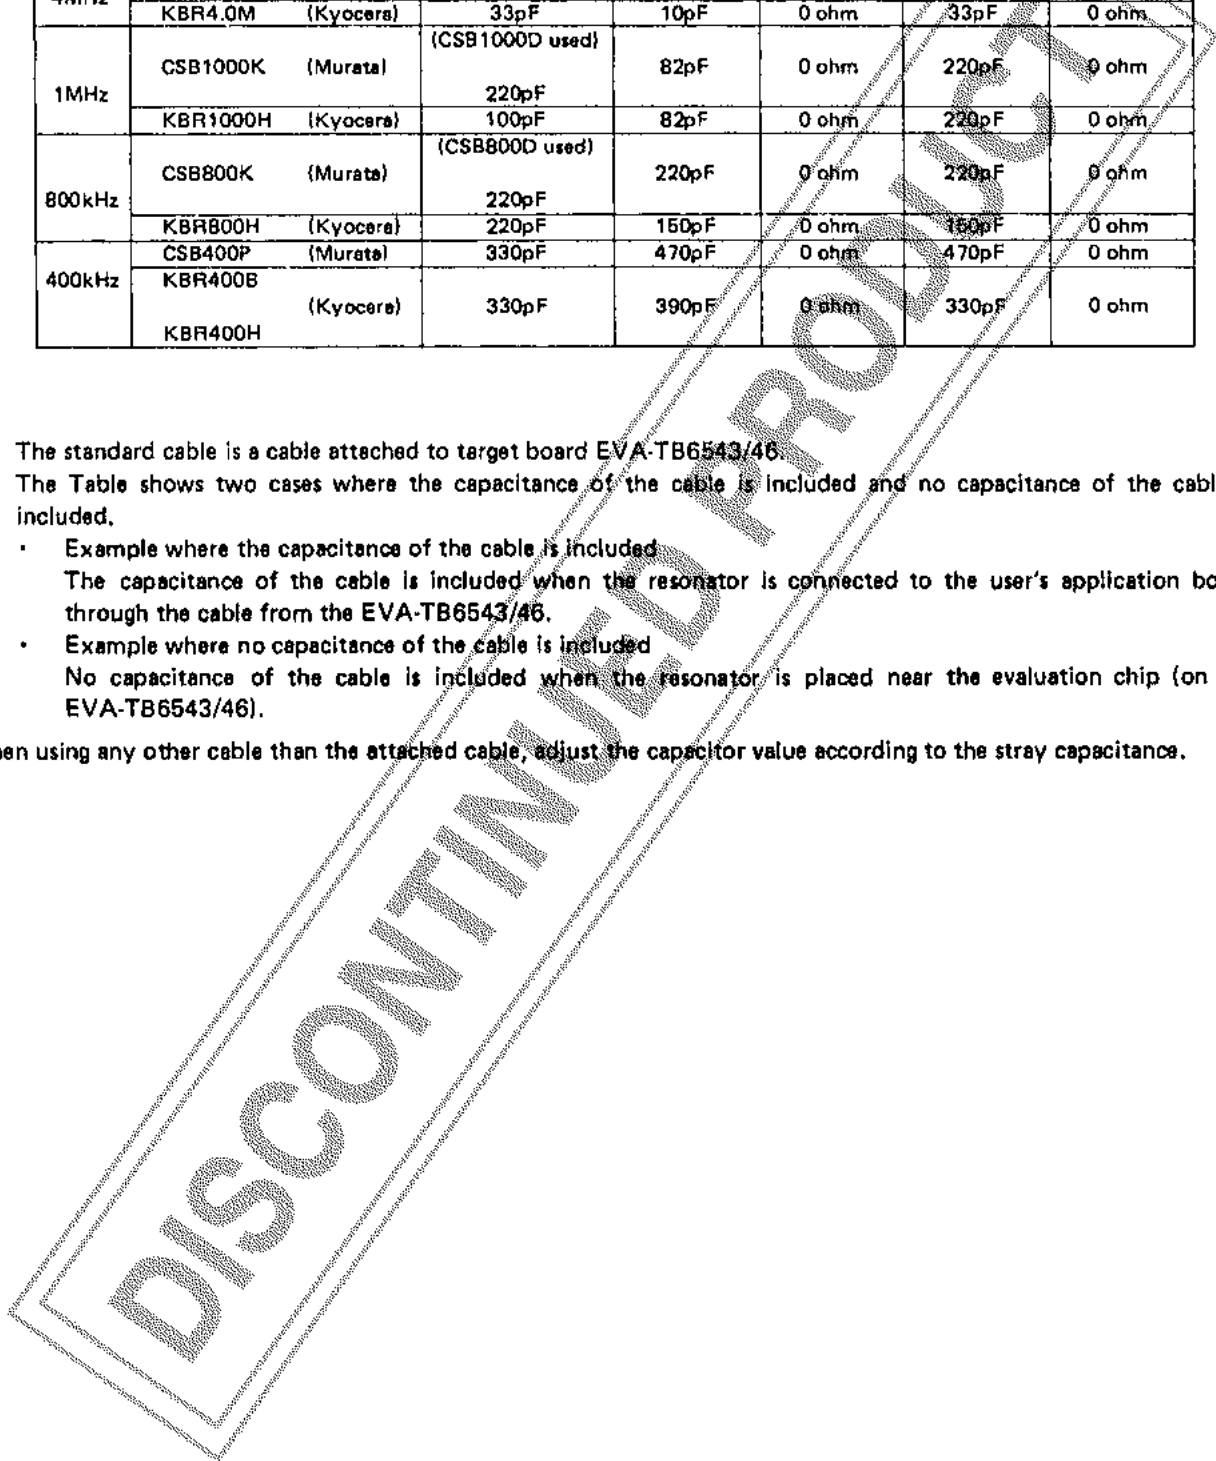 KBR4.0M (Kyocera) 33pF 10pF 0 ohm 33pF 0 ohm
(CSB1000D used)
1MHz CSB1000K (Murata) 220pF 82pF 0 ohm 220pF 0 ohm
KBR1000H (Kyocera) 100pF 82pF 0 ohm 220pF 0 ohm
(CSB800D used)
800kHz CSB800K (Murata) 220pF 220pF 0 ohm 220pF 0 ohm
KBR800H (Kyocera) 220pF 150pF 0 ohm 150pF 0 ohm
CSB400P (Murata) 330pF 470pF 0 ohm 470pF 0 ohm
400kHz KBR400B
(Kyocera) 330pF 390pF 0 ohm 330pF 0 ohm
KBR400H
The standard cable is a cable attached to target board EVA-TB6543/46.
The Table shows two cases where the capacitance of the cable is included and no capacitance of the cabl
included.
· Example where the capacitance of the cable is included
The capacitance of the cable is included when the resonator is connected to the user's application bo
through the cable from the EVA-TB6543/46.
· Example where no capacitance of the cable is included
No capacitance of the cable is included when the resonator is placed near the evaluation chip (on
EVA-TB6543/46).
en using any other cable than the attached cable, adjust the capacitor value according to the stray capacitance.
DISCONTINUED PRODUCT